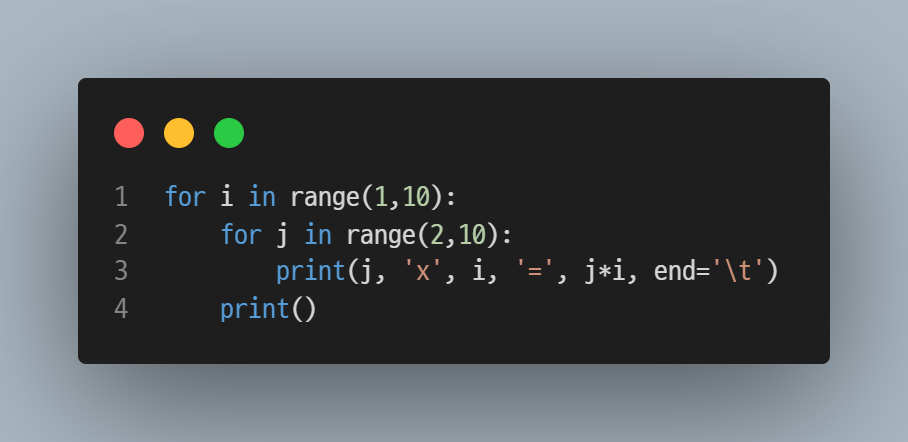 1 for i in range(1,10):
2     for j in range(2,10):
3         print(j, 'x', i, '=', j*i, end='\t')
4     print()